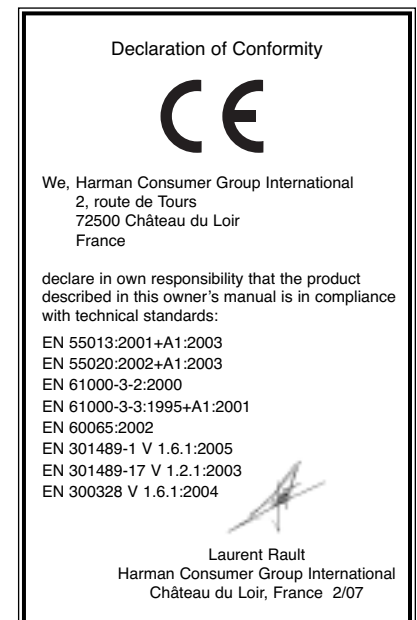 Declaration of Conformity
CE
We, Harman Consumer Group International
2, route de Tours
72500 Château du Loir
France
declare in own responsibility that the product
described in this owner's manual is in compliance
with technical standards:
EN 55013:2001+A1:2003
EN 55020:2002+A1:2003
EN 61000-3-2:2000
EN 61000-3-3:1995+A1:2001
EN 60065:2002
EN 301489-1 V 1.6.1:2005
EN 301489-17 V 1.2.1:2003
EN 300328 V 1.6.1:2004
Laurent Rault
Harman Consumer Group International
Château du Loir, France 2/07